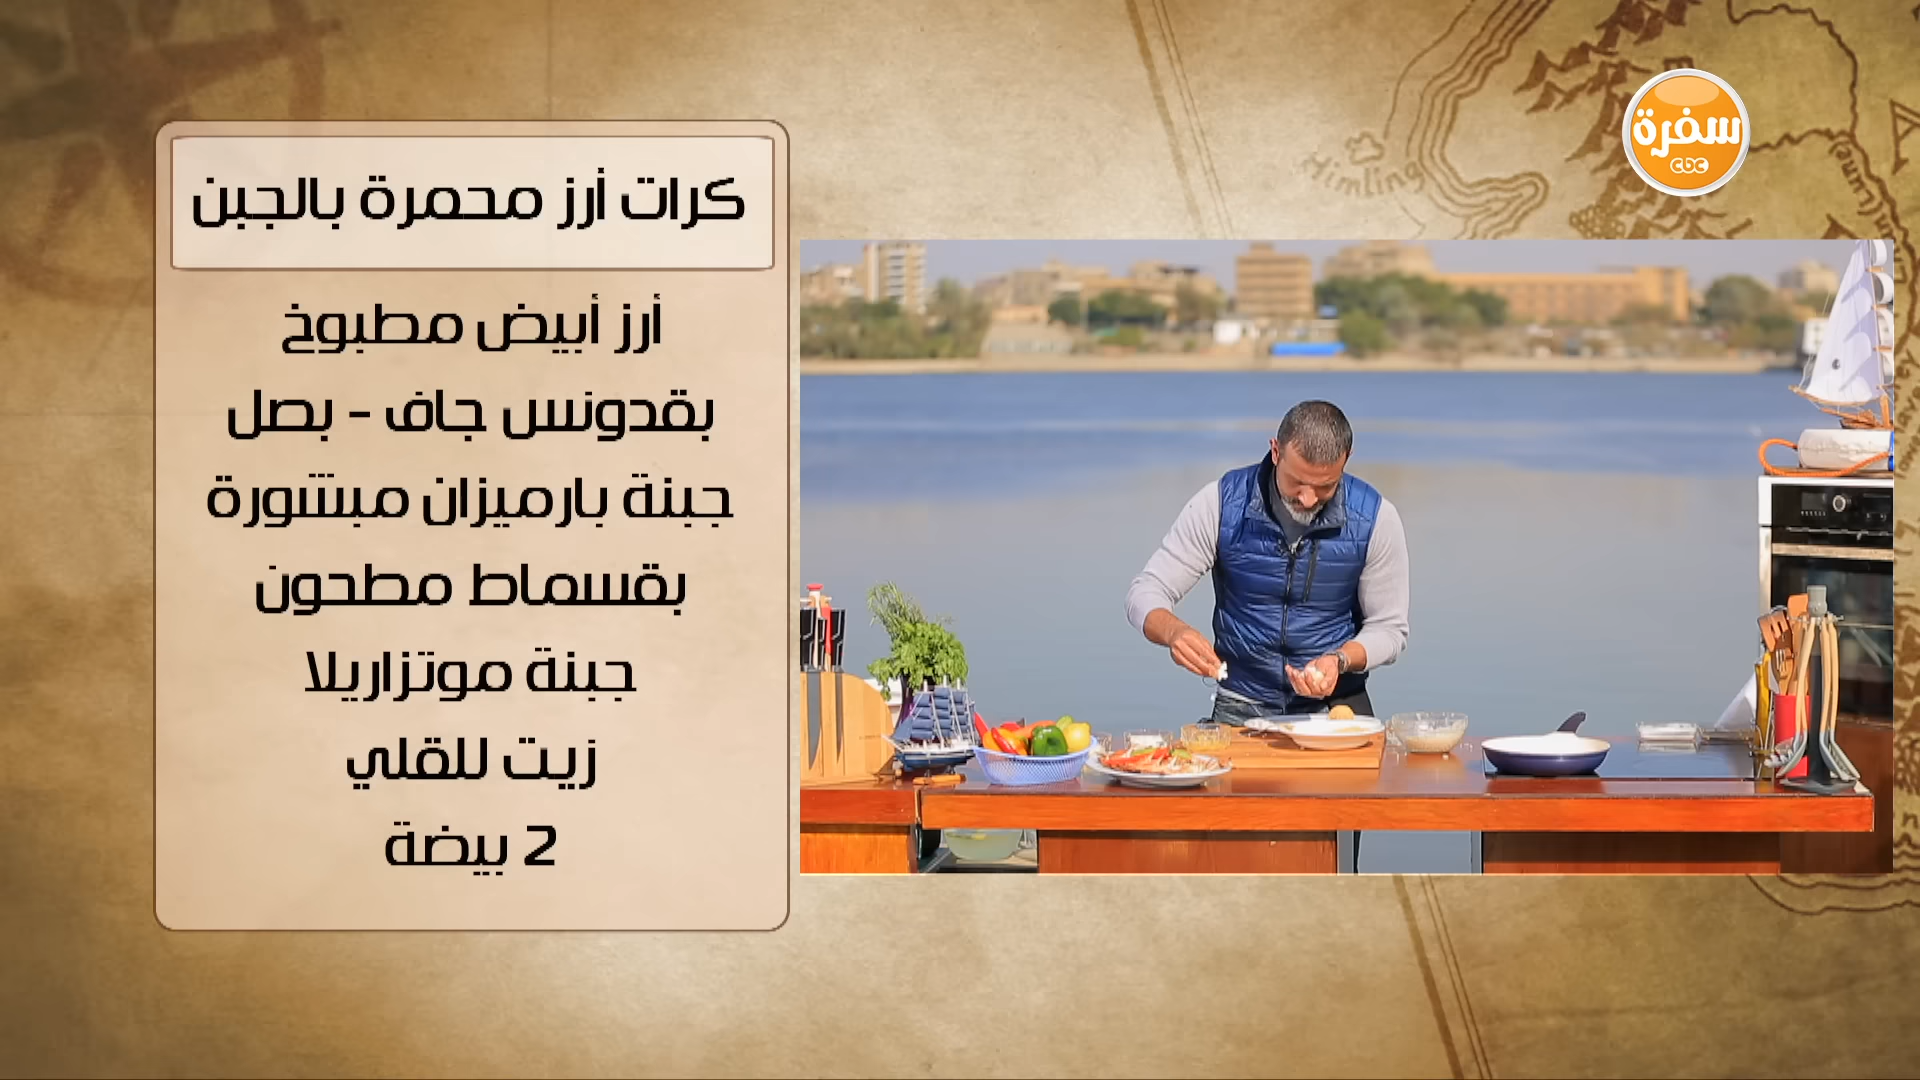 سفرة
cbc
كرات أرز محمرة بالجبن
أرز أبيض مطبوخ
بقدونس جاف - بصل
جبنة بارميزان مبشورة
بقسماط مطحون
جبنة موتزاريلا
زيت للقلي
2 بيضة
Himling